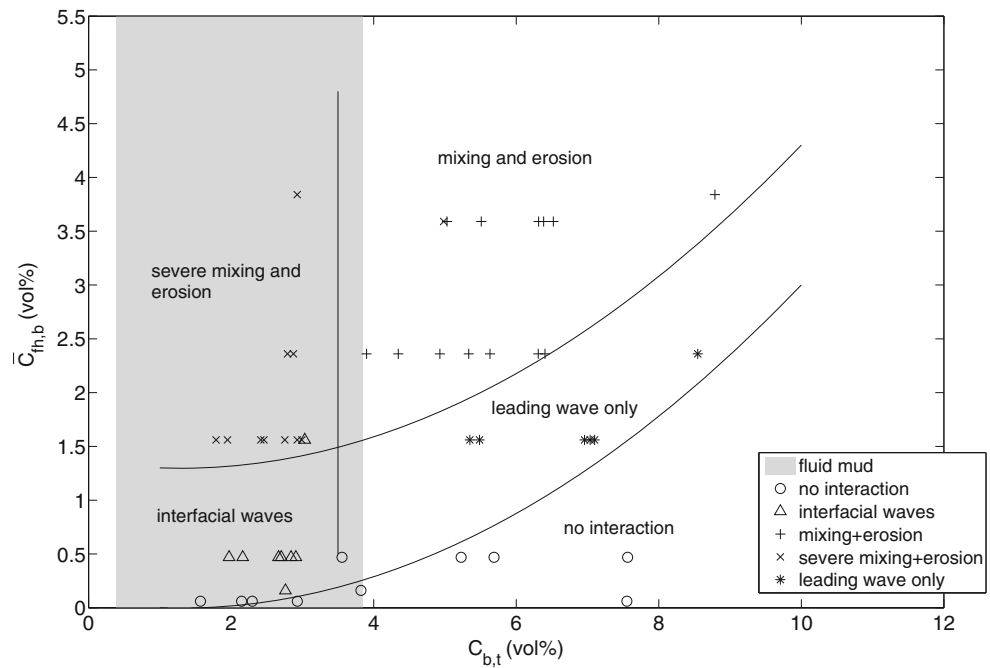 5.5
5
4.5
4
3.5
3
2.5
2
1.5
1
0.5
0
C̄fh,b (vol%)
mixing and erosion
severe mixing and
erosion
leading wave only
interfacial waves
no interaction
fluid mud
no interaction
interfacial waves
mixing+erosion
severe mixing+erosion
leading wave only
0 2 4 6 8 10 12
Cb,t (vol%)